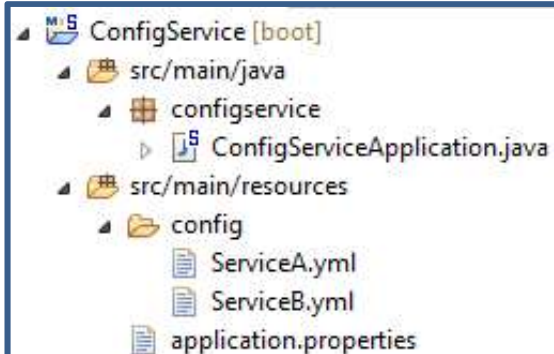 ConfigService [boot]
src/main/java
configservice
ConfigServiceApplication.java
src/main/resources
config
ServiceA.yml
ServiceB.yml
application.properties